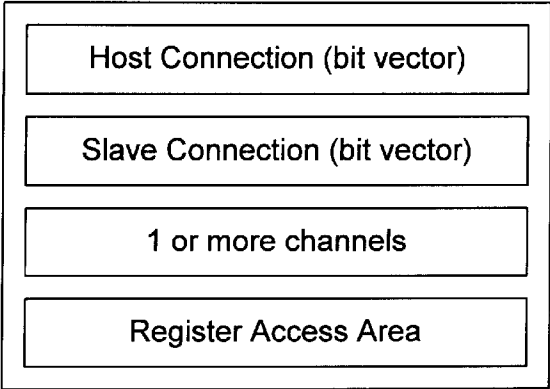 Host Connection (bit vector)
Slave Connection (bit vector)
1 or more channels
Register Access Area